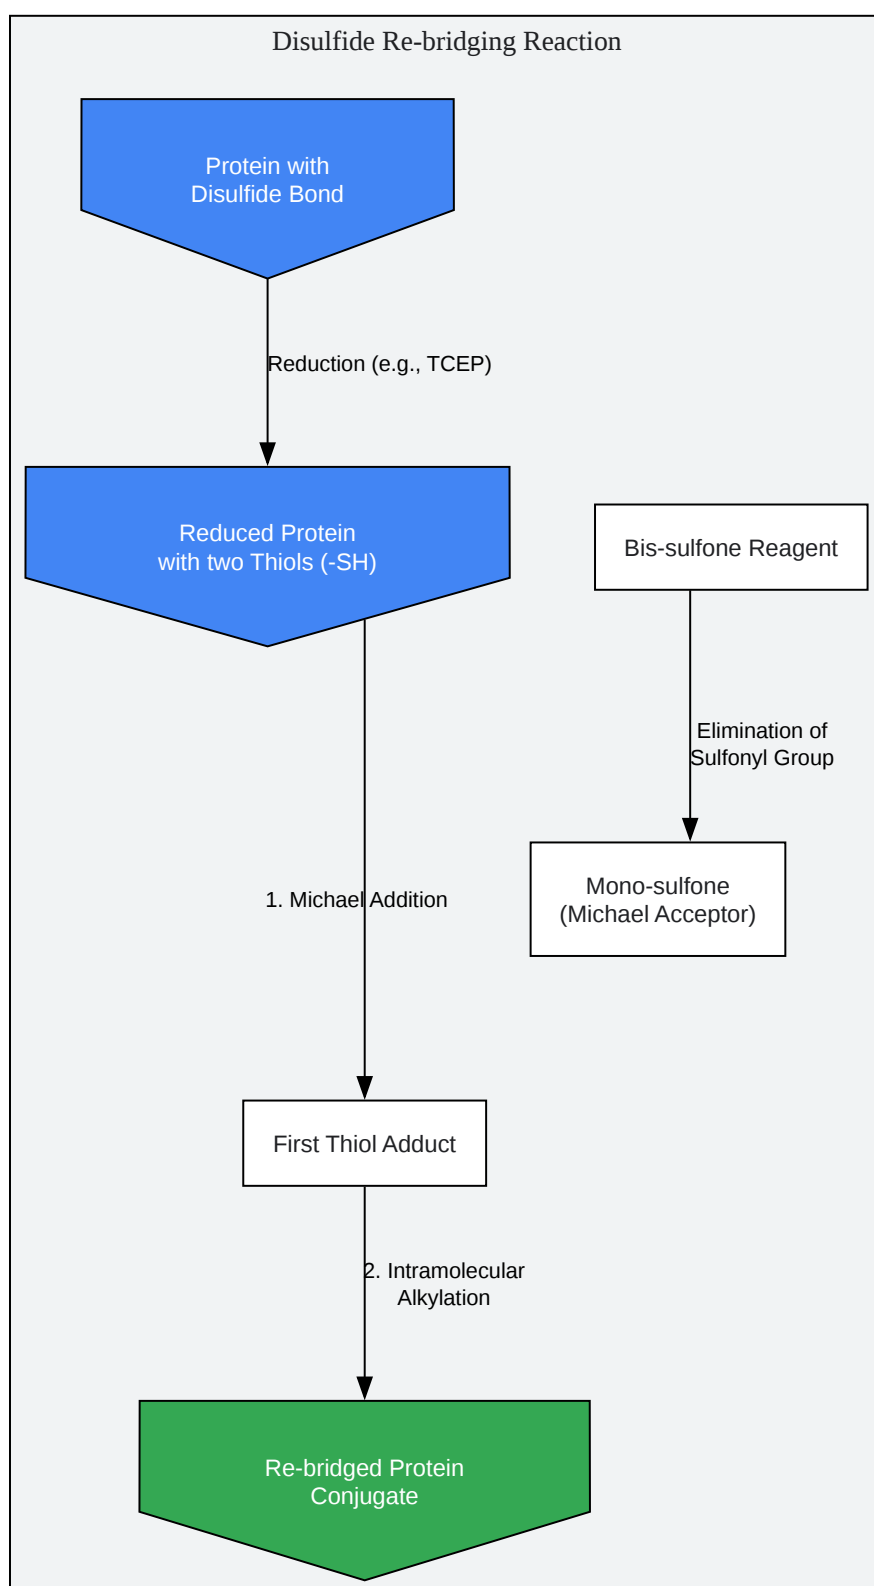 Disulfide Re-bridging Reaction
Protein with
Disulfide Bond
Reduction (e.g., TCEP)
Reduced Protein
with two Thiols (-SH)
Bis-sulfone Reagent
Elimination of
Sulfonyl Group
Mono-sulfone
(Michael Acceptor)
1. Michael Addition
First Thiol Adduct
2. Intramolecular
Alkylation
Re-bridged Protein
Conjugate